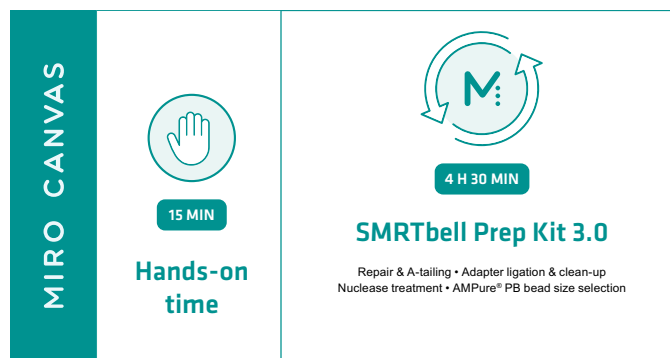 MIRO CANVAS
15 MIN
Hands-on
time
M
4 H 30 MIN
SMRTbell Prep Kit 3.0
Repair & A-tailing • Adapter ligation & clean-up
Nuclease treatment • AMPure® PB bead size selection